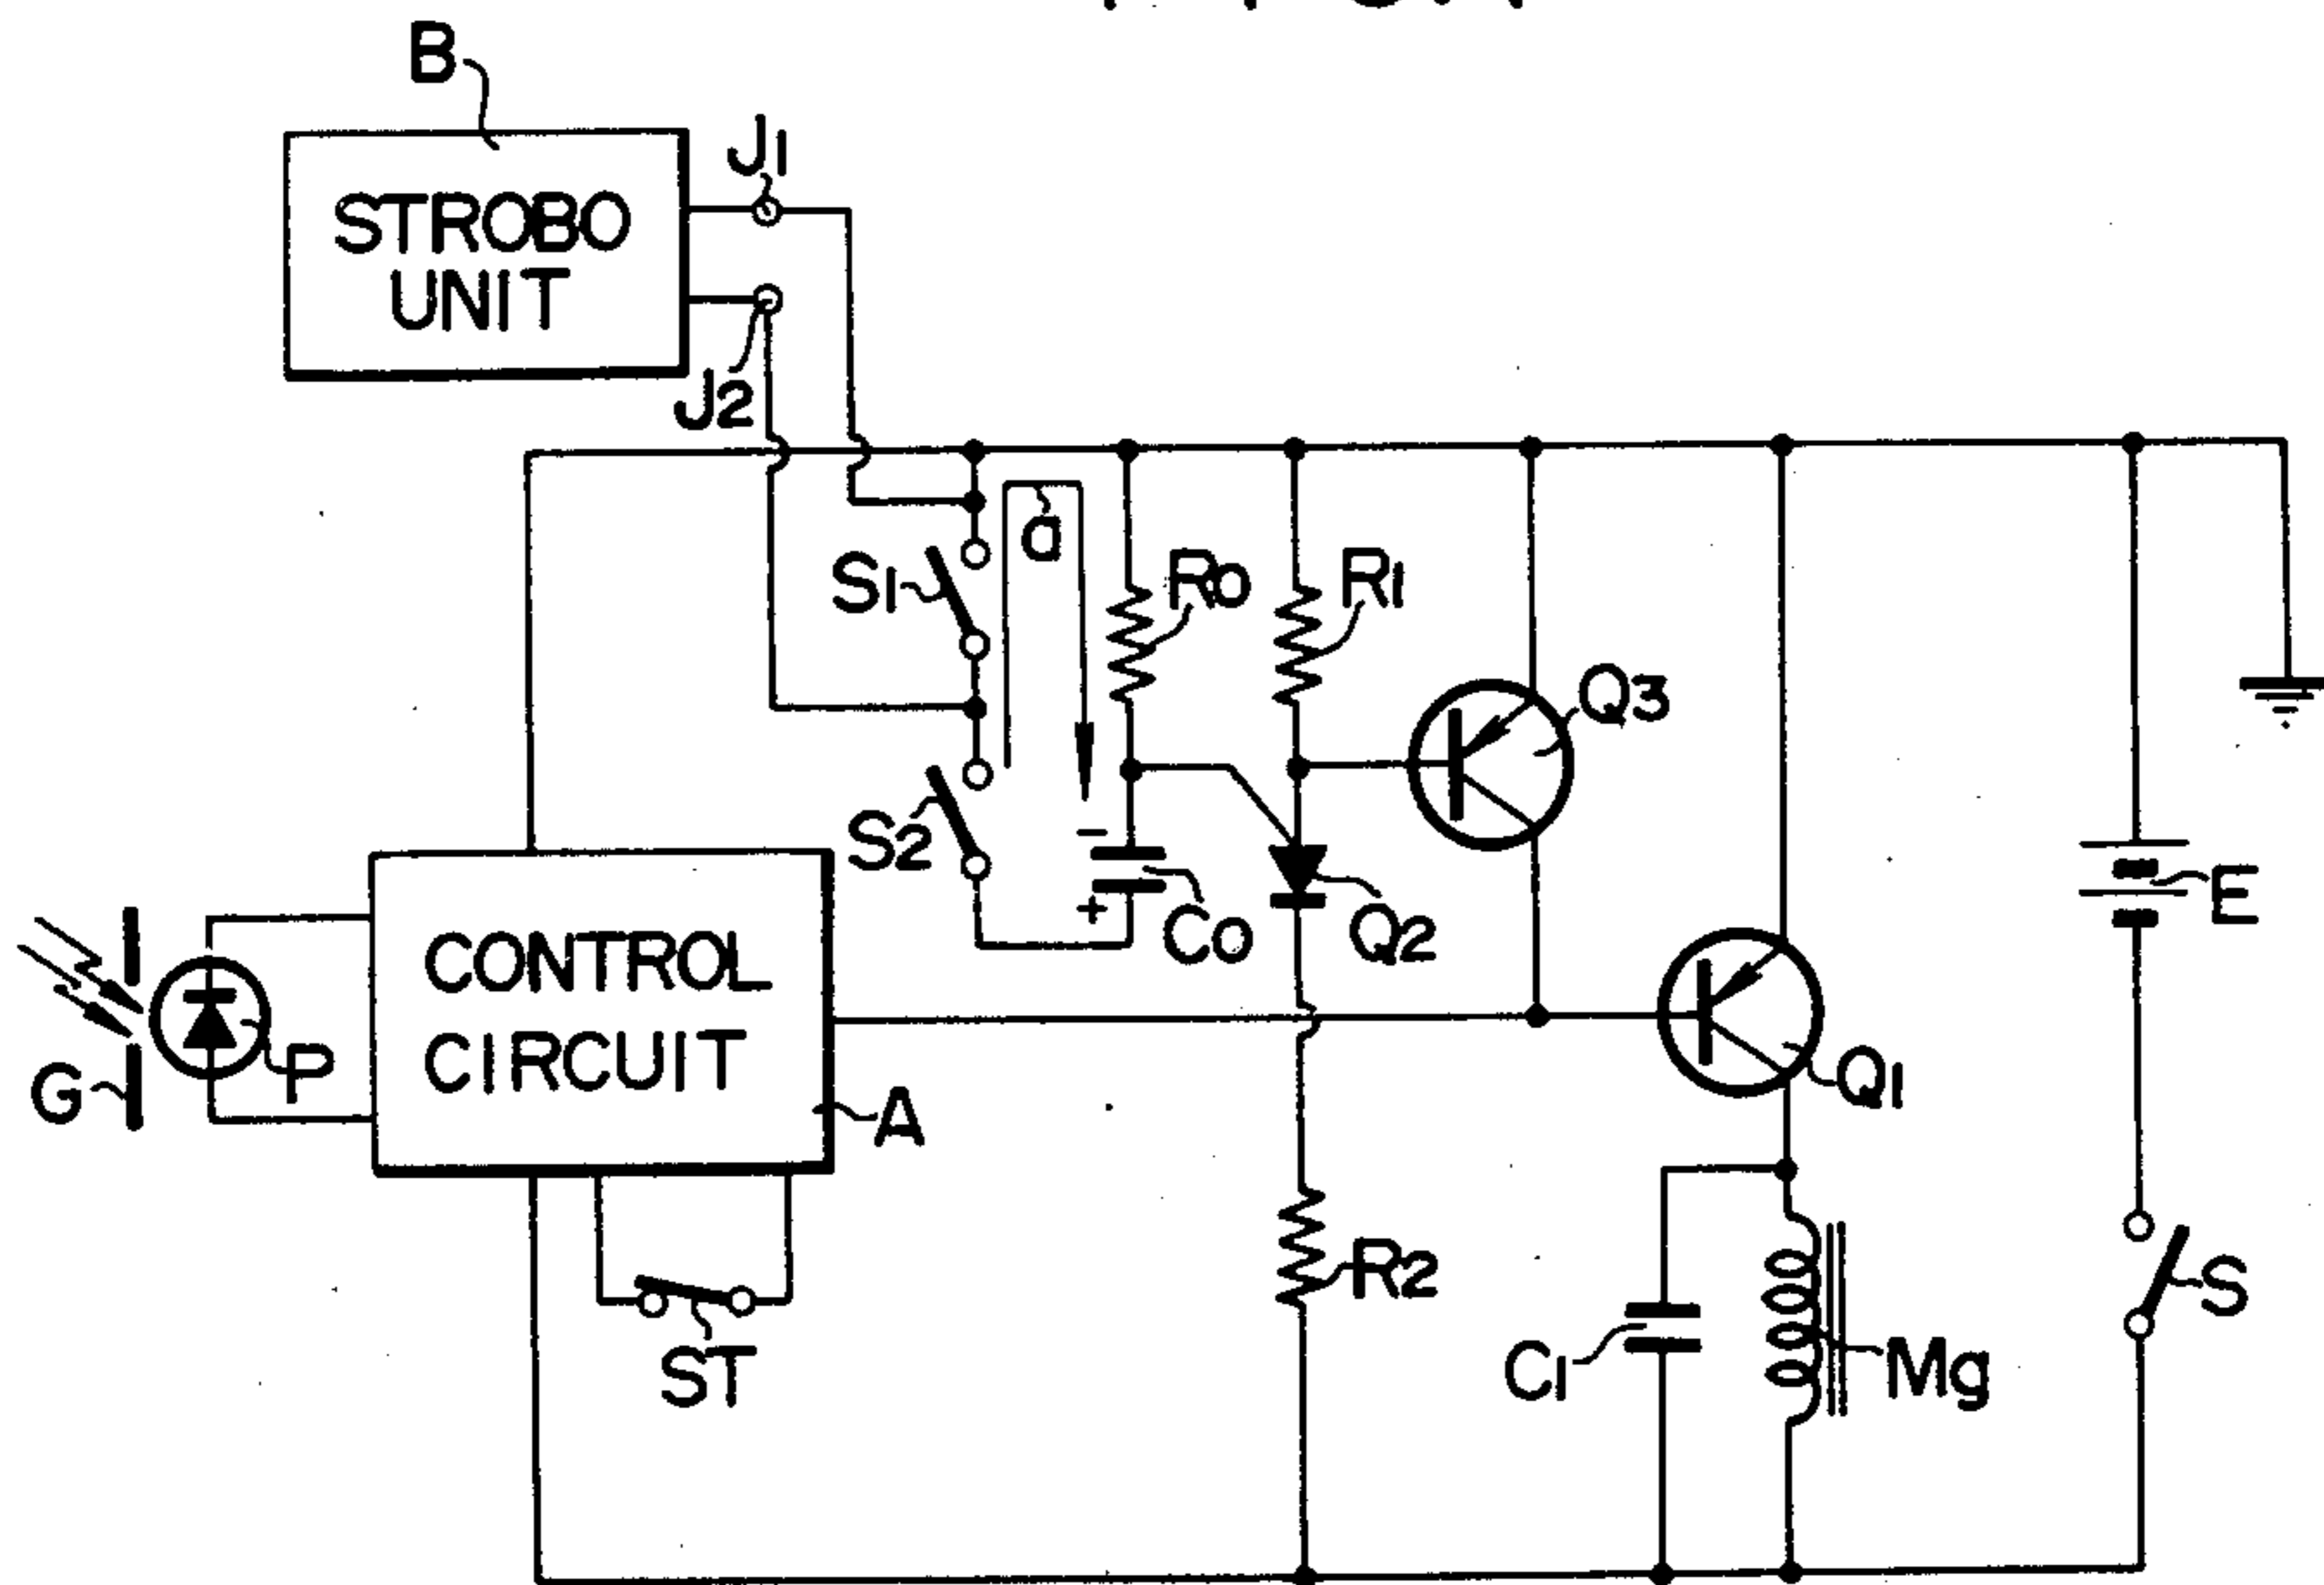 B
STROBO
UNIT
J1
J2
a
S1
R0
R1
Q3
S2
-
+
C0
Q2
E
CONTROL
CIRCUIT
G
P
A
Q1
R2
S
ST
C1
Mg